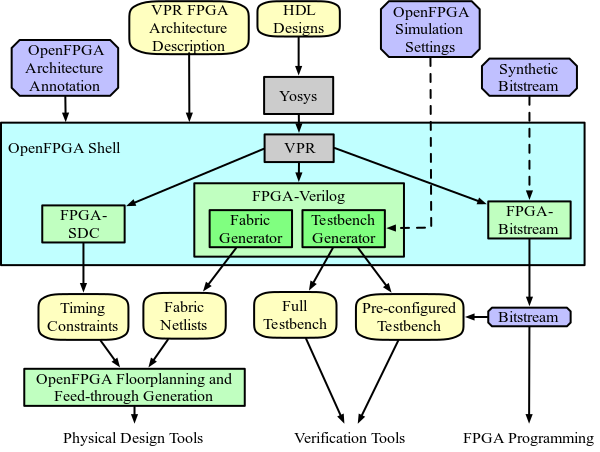 VPR FPGA
Architecture
Description
HDL
Designs
OpenFPGA
Simulation
Settings
OpenFPGA
Architecture
Annotation
Synthetic
Bitstream
Yosys
OpenFPGA Shell
VPR
FPGA-Verilog
FPGA-
SDC
Fabric
Generator
Testbench
Generator
FPGA-
Bitstream
Timing
Constraints
Fabric
Netlists
Full
Testbench
Pre-configured
Testbench
Bitstream
OpenFPGA Floorplanning and
Feed-through Generation
Physical Design Tools
Verification Tools
FPGA Programming